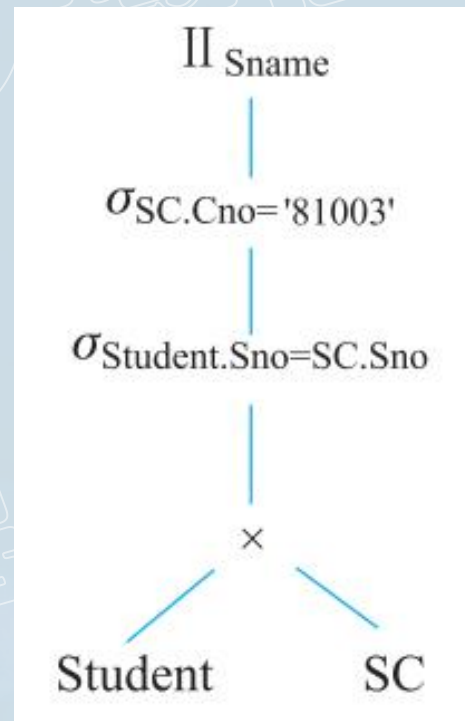 ∏ Sname
σSC.Cno='81003'
σStudent.Sno=SC.Sno
×
Student SC